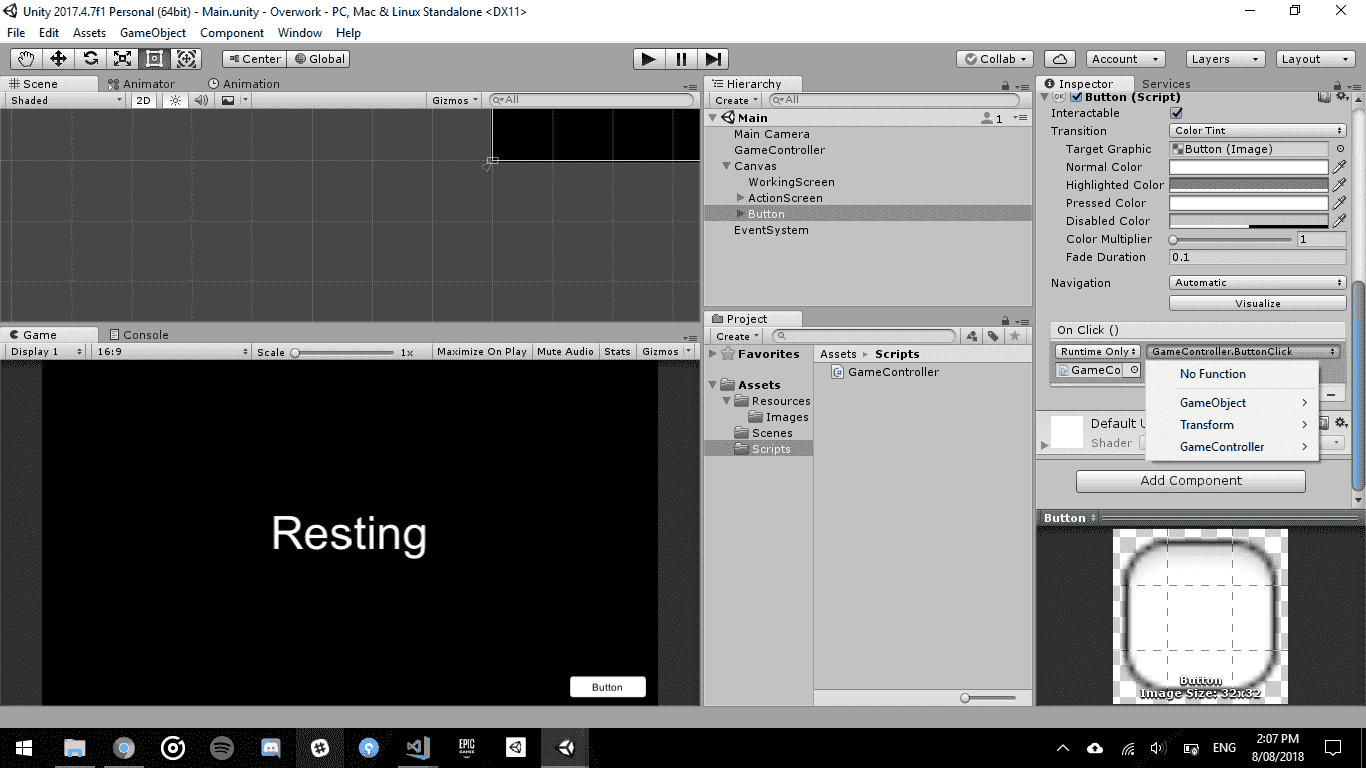 Unity 2017.4.7f1 Personal (64bit) - Main.unity - Overwork - PC, Mac & Linux Standalone <DX11>
File Edit Assets GameObject Component Window Help
Center Global
Collab
Account
Layers
Layout
Scene Animator Animation
Shaded 2D Gizmos All
Hierarchy
Create All
Main 1
Main Camera
GameController
Canvas
WorkingScreen
ActionScreen
Button
EventSystem
Game Console
Display 1 16:9 Scale 1x Maximize On Play Mute Audio Stats Gizmos
Resting
Button
Project
Create
Favorites
Assets
Resources
Images
Scenes
Scripts
Assets Scripts
GameController
Inspector Services
Button (Script)
Interactable
Transition Color Tint
Target Graphic Button (Image)
Normal Color
Highlighted Color
Pressed Color
Disabled Color
Color Multiplier 1
Fade Duration 0.1
Navigation Automatic
Visualize
On Click ()
Runtime Only GameController.ButtonClick
GameCo
No Function
GameObject
Transform
GameController
Default U
Shader
Add Component
Button
Button
Image Size: 32x32
EPIC
GAMES
ENG
2:07 PM
8/08/2018